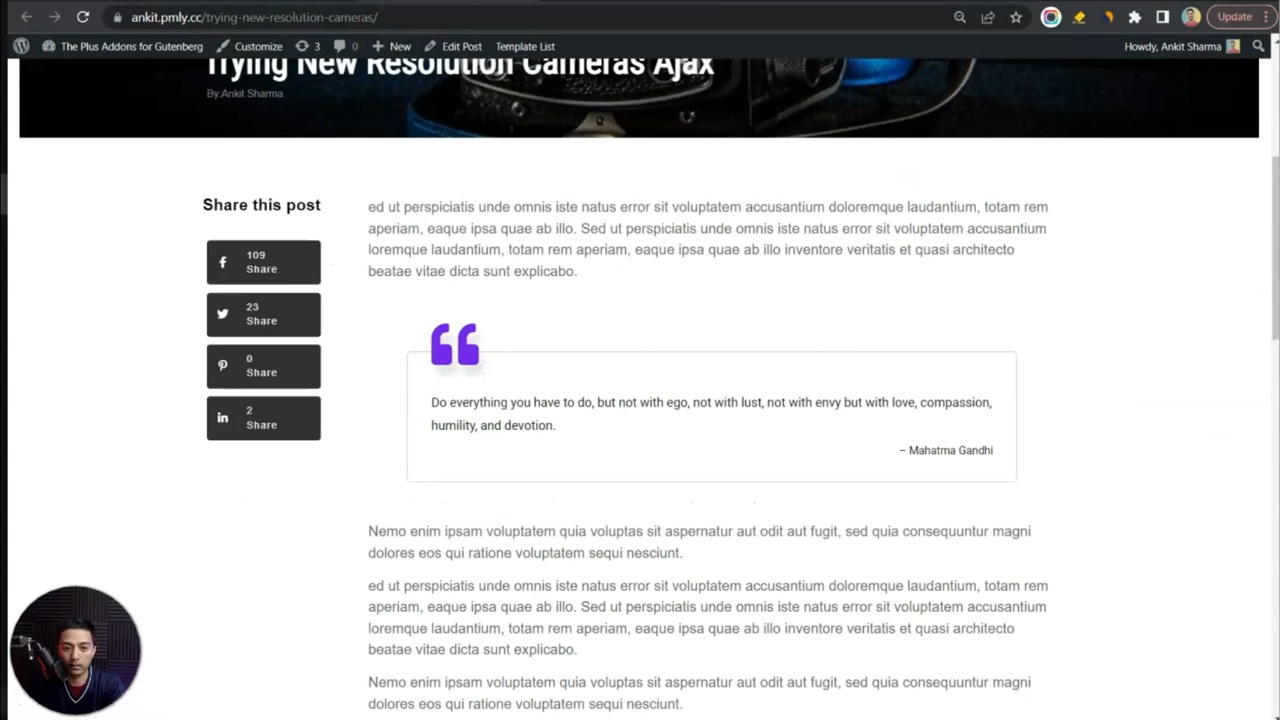 ankit.pmly.cc/trying-new-resolution-cameras/
Update
The Plus Addons for Gutenberg
Customize
3
0
New
Edit Post
Template List
Howdy, Ankit Sharma
Trying New Resolution Cameras Ajax
By:Ankit Sharma
Share this post
109
Share
23
Share
0
Share
2
Share
ed ut perspiciatis unde omnis iste natus error sit voluptatem accusantium doloremque laudantium, totam rem
aperiam, eaque ipsa quae ab illo. Sed ut perspiciatis unde omnis iste natus error sit voluptatem accusantium
loremque laudantium, totam rem aperiam, eaque ipsa quae ab illo inventore veritatis et quasi architecto
beatae vitae dicta sunt explicabo.
Do everything you have to do, but not with ego, not with lust, not with envy but with love, compassion,
humility, and devotion.
– Mahatma Gandhi
Nemo enim ipsam voluptatem quia voluptas sit aspernatur aut odit aut fugit, sed quia consequuntur magni
dolores eos qui ratione voluptatem sequi nesciunt.
ed ut perspiciatis unde omnis iste natus error sit voluptatem accusantium doloremque laudantium, totam rem
aperiam, eaque ipsa quae ab illo. Sed ut perspiciatis unde omnis iste natus error sit voluptatem accusantium
loremque laudantium, totam rem aperiam, eaque ipsa quae ab illo inventore veritatis et quasi architecto
beatae vitae dicta sunt explicabo.
Nemo enim ipsam voluptatem quia voluptas sit aspernatur aut odit aut fugit, sed quia consequuntur magni
dolores eos qui ratione voluptatem sequi nesciunt.